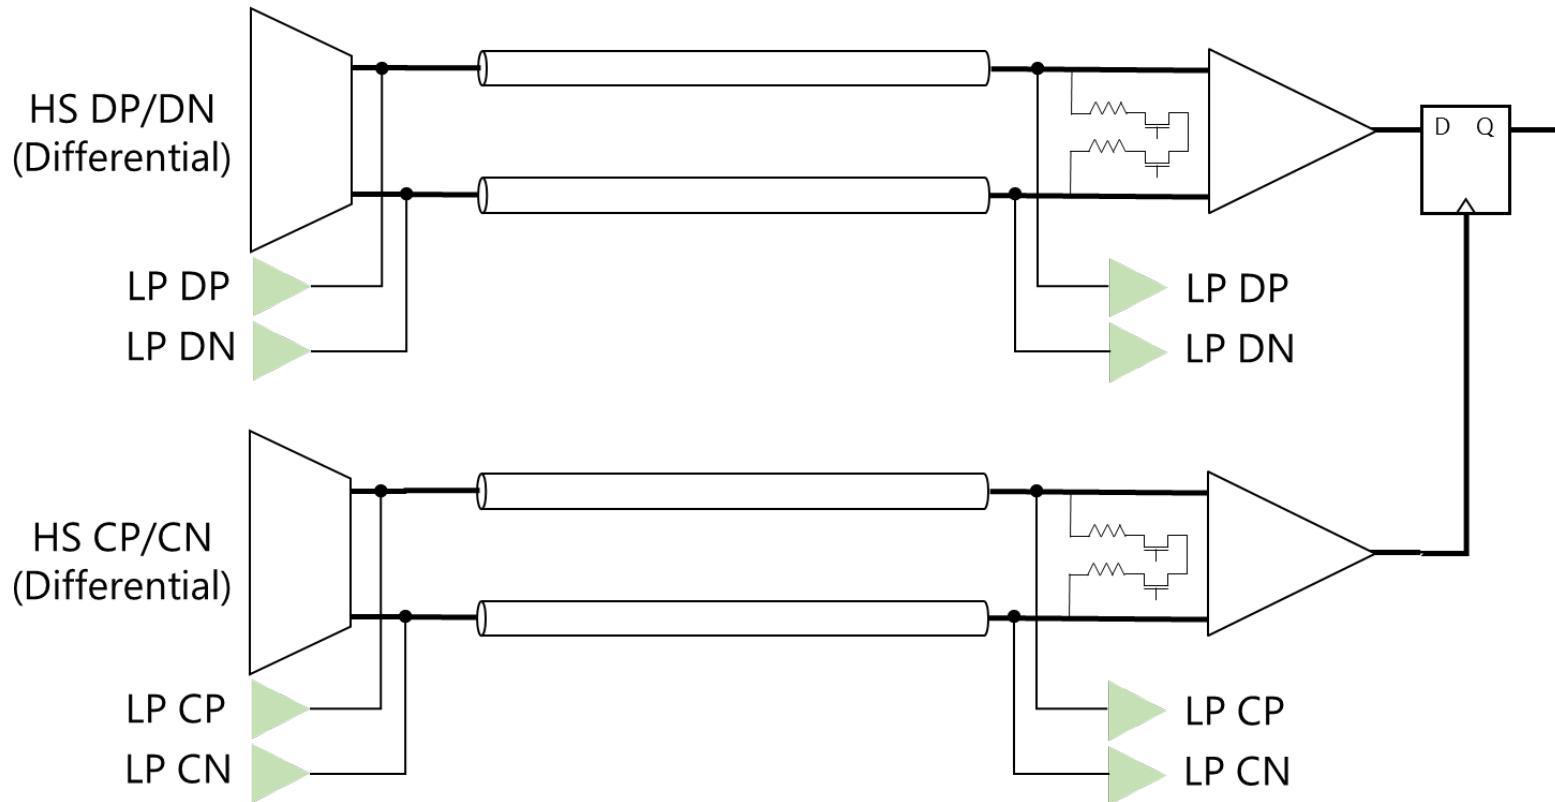 HS DP/DN
(Differential)
D Q
LP DP
LP DP
LP DN
LP DN
HS CP/CN
(Differential)
LP CP
LP CP
LP CN
LP CN